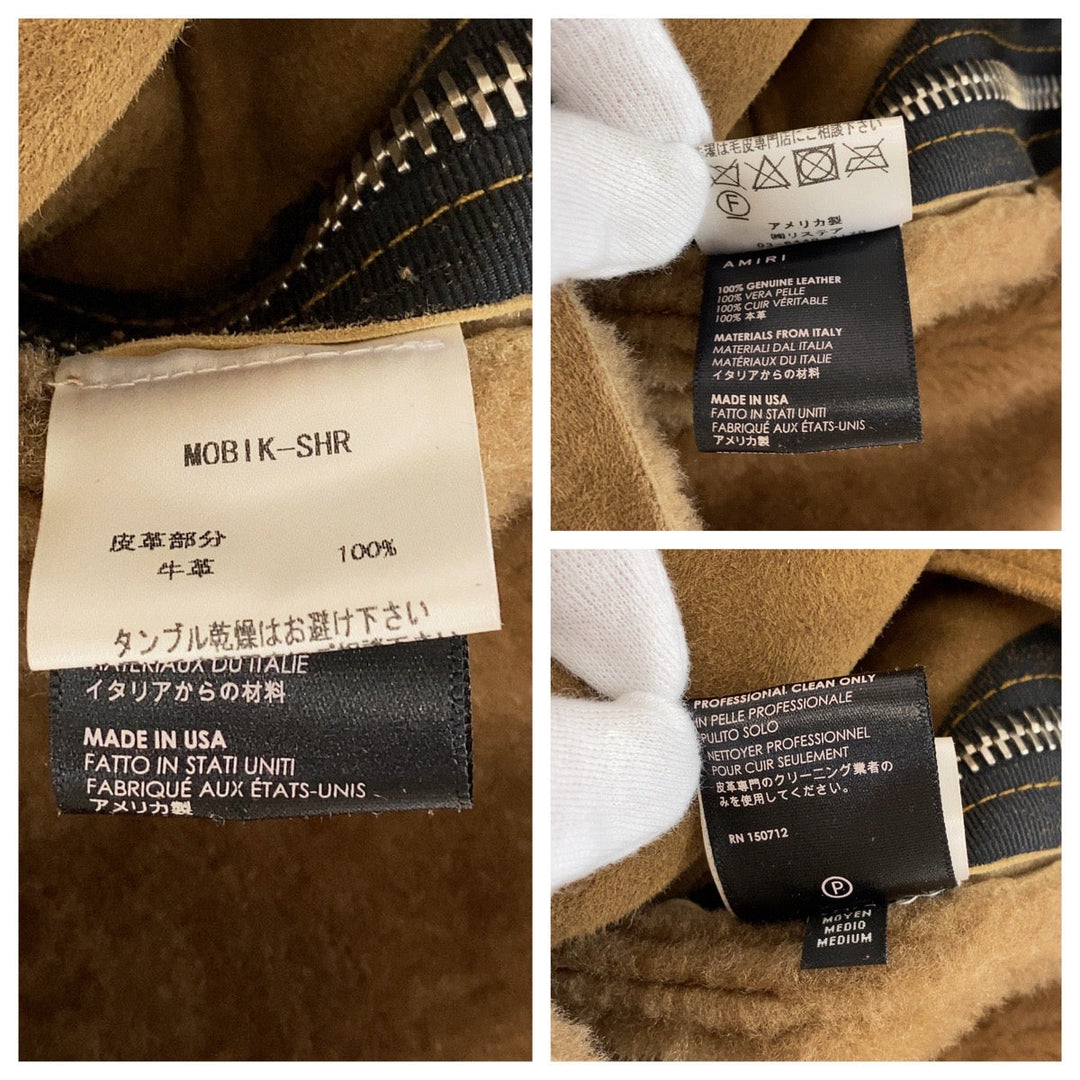 MOBIK-SHR
皮革部分
牛革 100%
タンブル乾燥はお避け下さい
MATÉRIAUX DU ITALIE
イタリアからの材料
MADE IN USA
FATTO IN STATI UNITI
FABRIQUÉ AUX ÉTATS-UNIS
アメリカ製
は毛皮専門店にご相談下さい
F
アメリカ製
㈱リステア
AMIRI
100% GENUINE LEATHER
100% VERA PELLE
100% CUIR VÉRITABLE
100% 本革
MATERIALS FROM ITALY
MATERIALI DAL ITALIA
MATÉRIAUX DU ITALIE
イタリアからの材料
MADE IN USA
FATTO IN STATI UNITI
FABRIQUÉ AUX ÉTATS-UNIS
アメリカ製
PROFESSIONAL CLEAN ONLY
IN PELLE PROFESSIONALE
PULITO SOLO
NETTOYER PROFESSIONNEL
POUR CUIR SEULEMENT
皮革専門のクリーニング業者の
みを使用してください。
RN 150712
P
MOYEN
MEDIO
MEDIUM